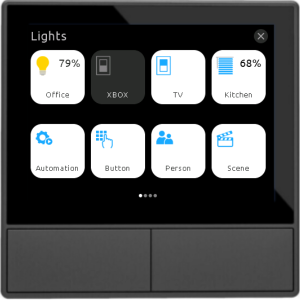 Lights
79%
68%
Office
XBOX
TV
Kitchen
Automation
Button
Person
Scene